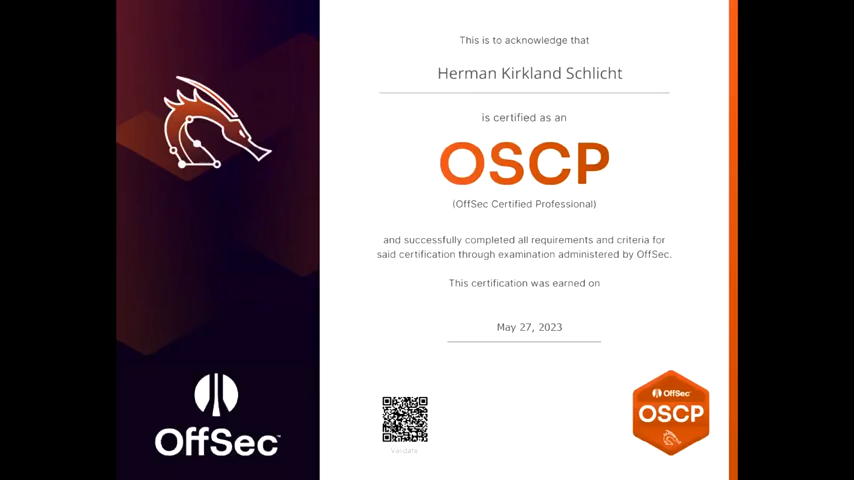 This is to acknowledge that
Herman Kirkland Schlicht
is certified as an
OSCP
(OffSec Certified Professional)
and successfully completed all requirements and criteria for
said certification through examination administered by OffSec.
This certification was earned on
May 27, 2023
OffSec™
Validate
OffSec
OSCP